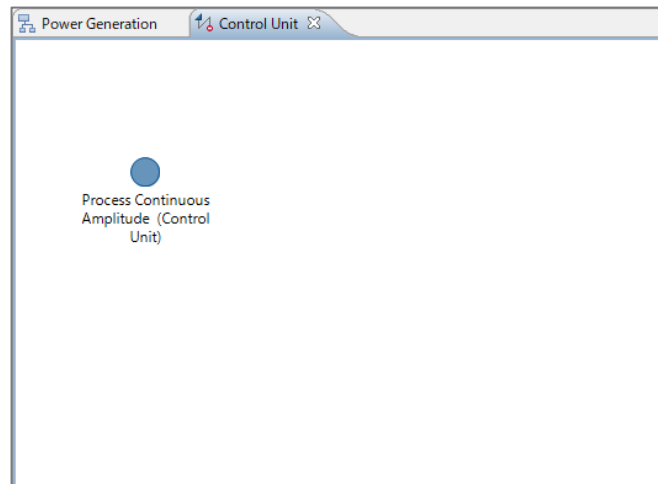 Power Generation
Control Unit
Process Continuous
Amplitude (Control
Unit)